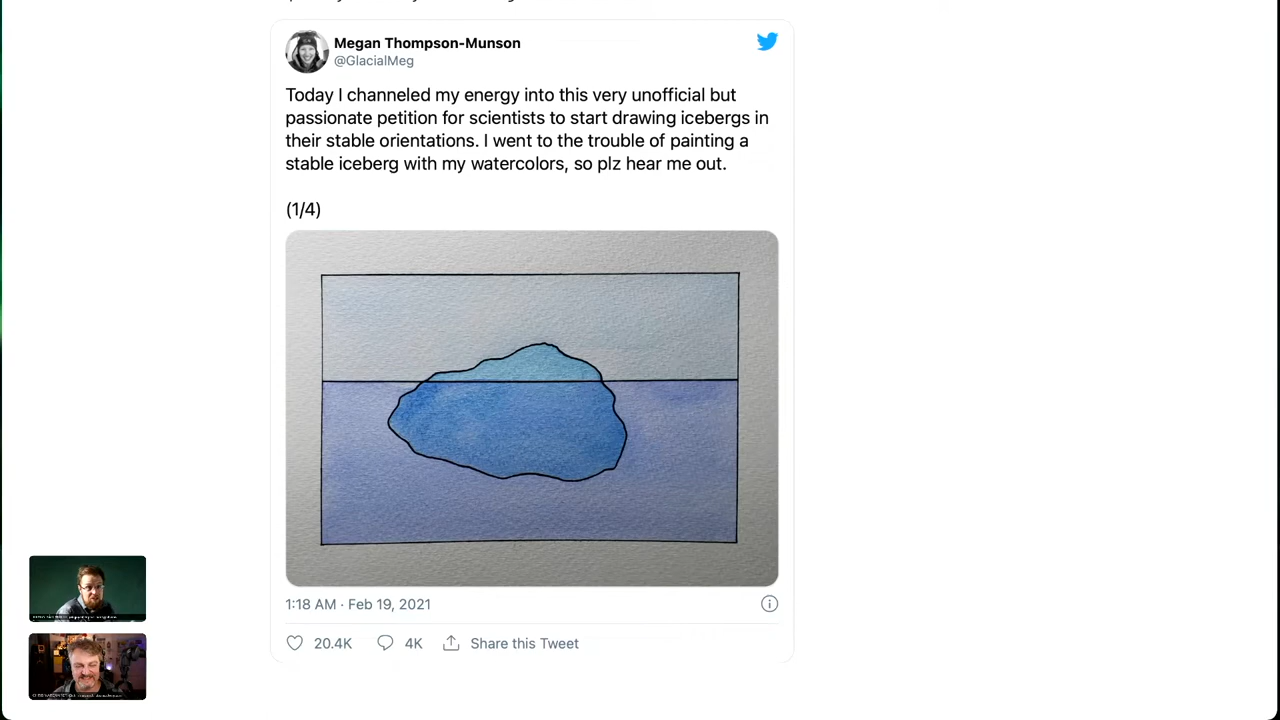 Megan Thompson-Munson
@GlacialMeg
Today I channeled my energy into this very unofficial but
passionate petition for scientists to start drawing icebergs in
their stable orientations. I went to the trouble of painting a
stable iceberg with my watercolors, so plz hear me out.
(1/4)
1:18 AM · Feb 19, 2021
20.4K 4K Share this Tweet